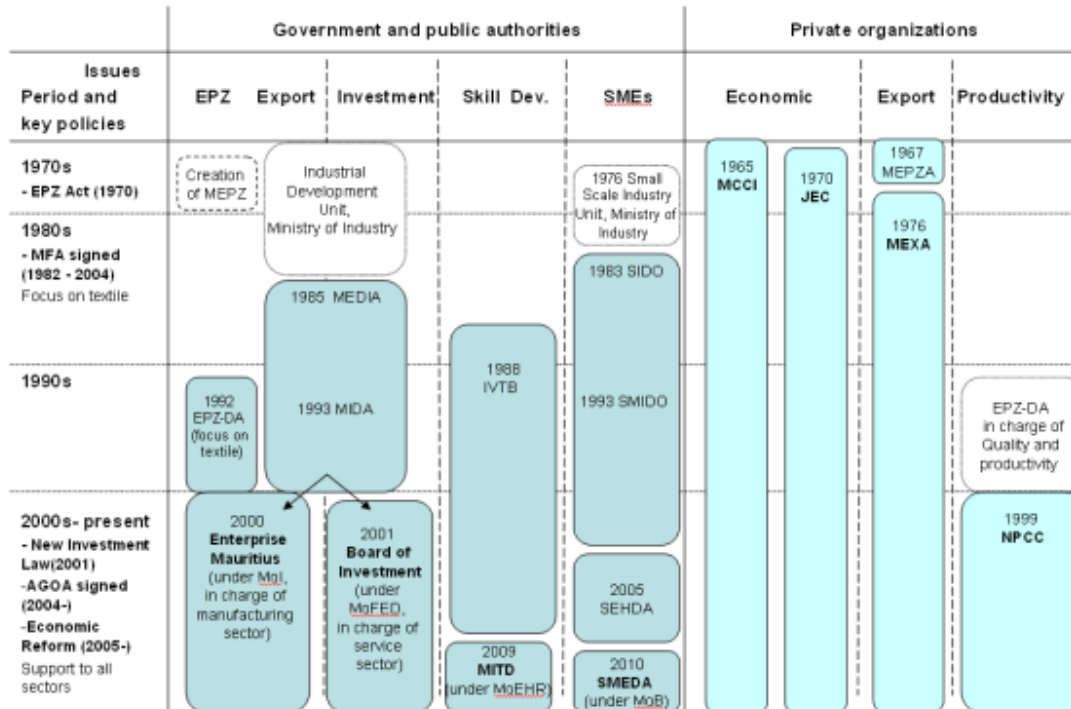 Government and public authorities
Private organizations
Issues
Period and
key policies
EPZ
Export
Investment
Skill Dev.
SMEs
Economic
Export
Productivity
1970s
- EPZ Act (1970)
Creation
of MEPZ
Industrial
Development
Unit,
Ministry of Industry
1976 Small
Scale Industry
Unit, Ministry of
Industry
1965
MCCI
1970
JEC
1967
MEPZA
1980s
- MFA signed
(1982 - 2004)
Focus on textile
1985 MEDIA
1983 SIDO
1976
MEXA
1990s
1992
EPZ-DA
(focus on
textile)
1993 MIDA
1988
IVTB
1993 SMIDO
EPZ-DA
in charge of
Quality and
productivity
2000s- present
- New Investment
Law(2001)
-AGOA signed
(2004-)
-Economic
Reform (2005-)
Support to all
sectors
2000
Enterprise
Mauritius
(under MoI,
in charge of
manufacturing
sector)
2001
Board of
Investment
(under
MoFED,
in charge of
service
sector)
2009
MITD
(under MoEHR)
2005
SEHDA
2010
SMEDA
(under MoB)
1999
NPCC